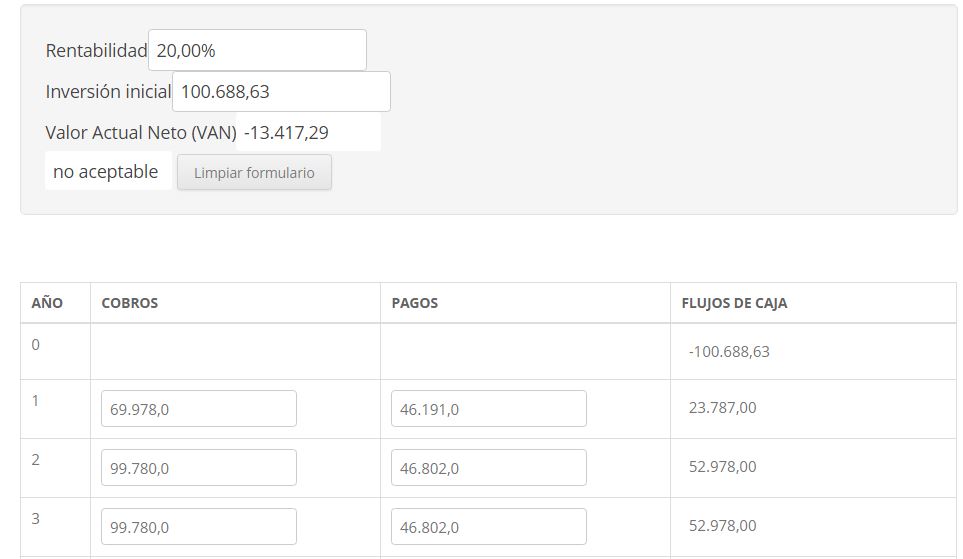 Rentabilidad 20,00%
Inversión inicial 100.688,63
Valor Actual Neto (VAN) -13.417,29
no aceptable Limpiar formulario
AÑO COBROS PAGOS FLUJOS DE CAJA
0 -100.688,63
1 69.978,0 46.191,0 23.787,00
2 99.780,0 46.802,0 52.978,00
3 99.780,0 46.802,0 52.978,00